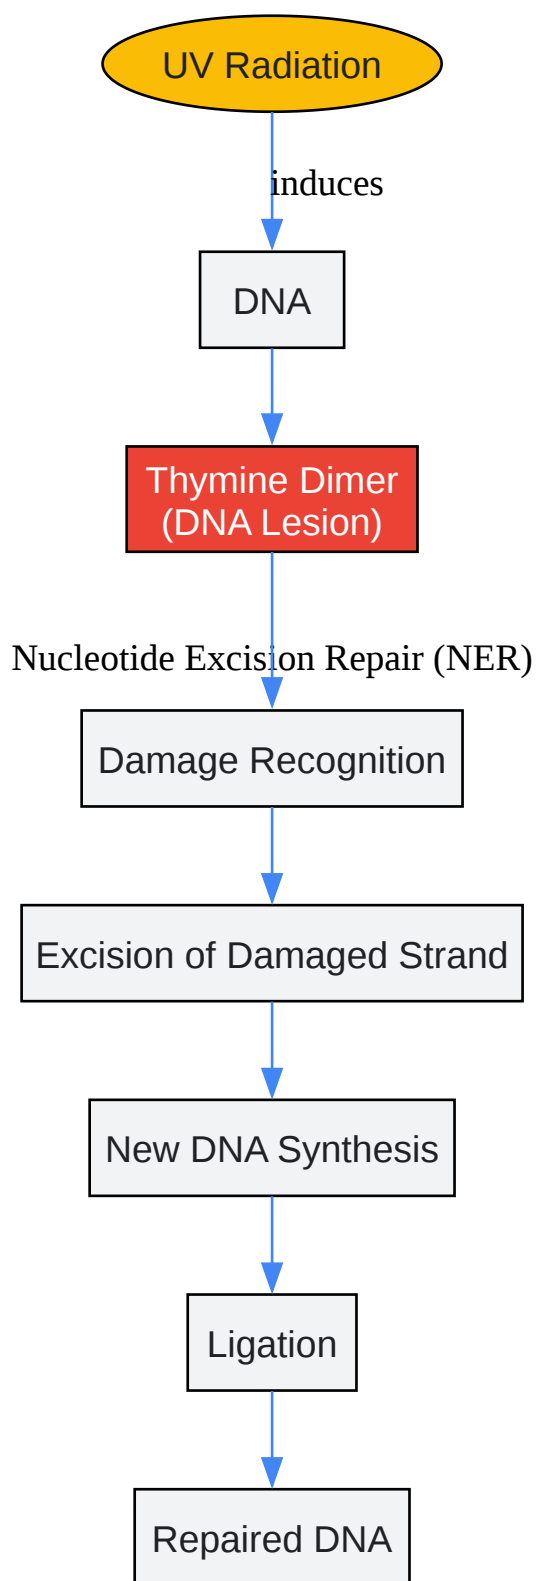 UV Radiation
induces
DNA
Thymine Dimer
(DNA Lesion)
Nucleotide Excision Repair (NER)
Damage Recognition
Excision of Damaged Strand
New DNA Synthesis
Ligation
Repaired DNA